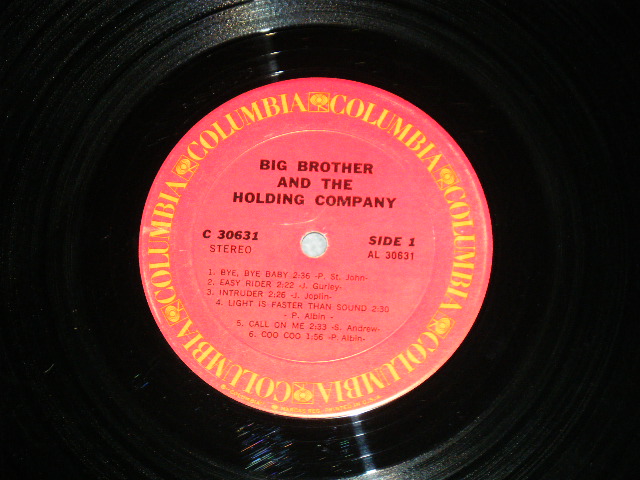 COLUMBIA COLUMBIA COLUMBIA COLUMBIA COLUMBIA COLUMBIA
BIG BROTHER
AND THE
HOLDING COMPANY
C 30631 SIDE 1
STEREO AL 30631
1. BYE, BYE BABY 2:36 -P. St. John-
2. EASY RIDER 2:22 -J. Gurley-
3. INTRUDER 2:26 -J. Joplin-
4. LIGHT IS FASTER THAN SOUND 2:30
- P. Albin -
5. CALL ON ME 2:33 -S. Andrew-
6. COO COO 1:56 -P. Albin-